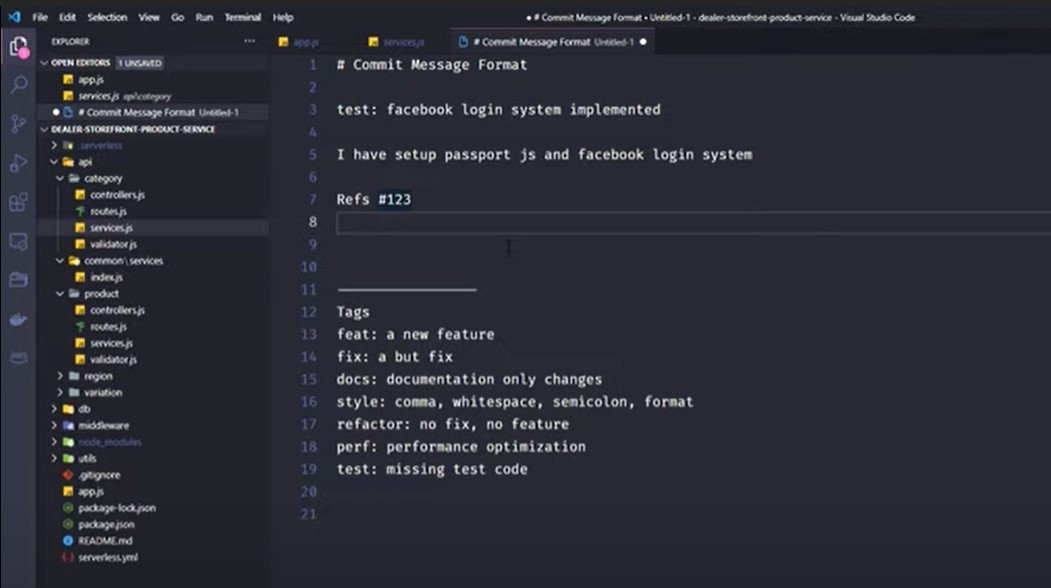 File Edit Selection View Go Run Terminal Help
● # Commit Message Format • Untitled-1 - dealer-storefront-product-service - Visual Studio Code
EXPLORER
OPEN EDITORS 1 UNSAVED
app.js
services.js api\category
# Commit Message Format Untitled-1
DEALER-STOREFRONT-PRODUCT-SERVICE
.serverless
api
category
controllers.js
routes.js
services.js
validator.js
common\services
index.js
product
controllers.js
routes.js
services.js
validator.js
region
variation
db
middleware
node_modules
utils
.gitignore
app.js
package-lock.json
package.json
README.md
serverless.yml
app.js services.js # Commit Message Format Untitled-1
1 # Commit Message Format
2
3 test: facebook login system implemented
4
5 I have setup passport js and facebook login system
6
7 Refs #123
8
9
10
11 _________________
12 Tags
13 feat: a new feature
14 fix: a but fix
15 docs: documentation only changes
16 style: comma, whitespace, semicolon, format
17 refactor: no fix, no feature
18 perf: performance optimization
19 test: missing test code
20
21